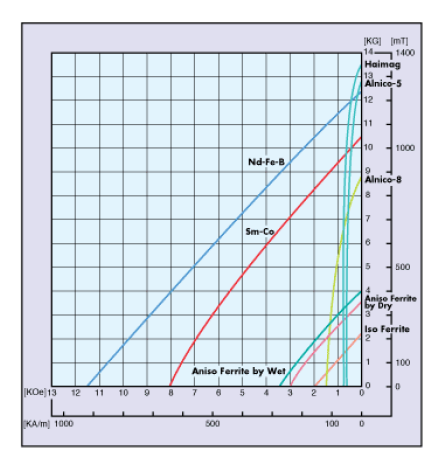 [KG] [mT]
14 1400
Haimag
13
Alnico-5
12
11
10 1000
Nd-Fe-B
9
Alnico-8
8
7
Sm-Co
6
5 500
4
Aniso Ferrite
by Dry
3
Iso Ferrite
2
Aniso Ferrite by Wet
1 100
0 0
[KOe] 13 12 11 10 9 8 7 6 5 4 3 2 1 0
[KA/m] 1000 500 100 0